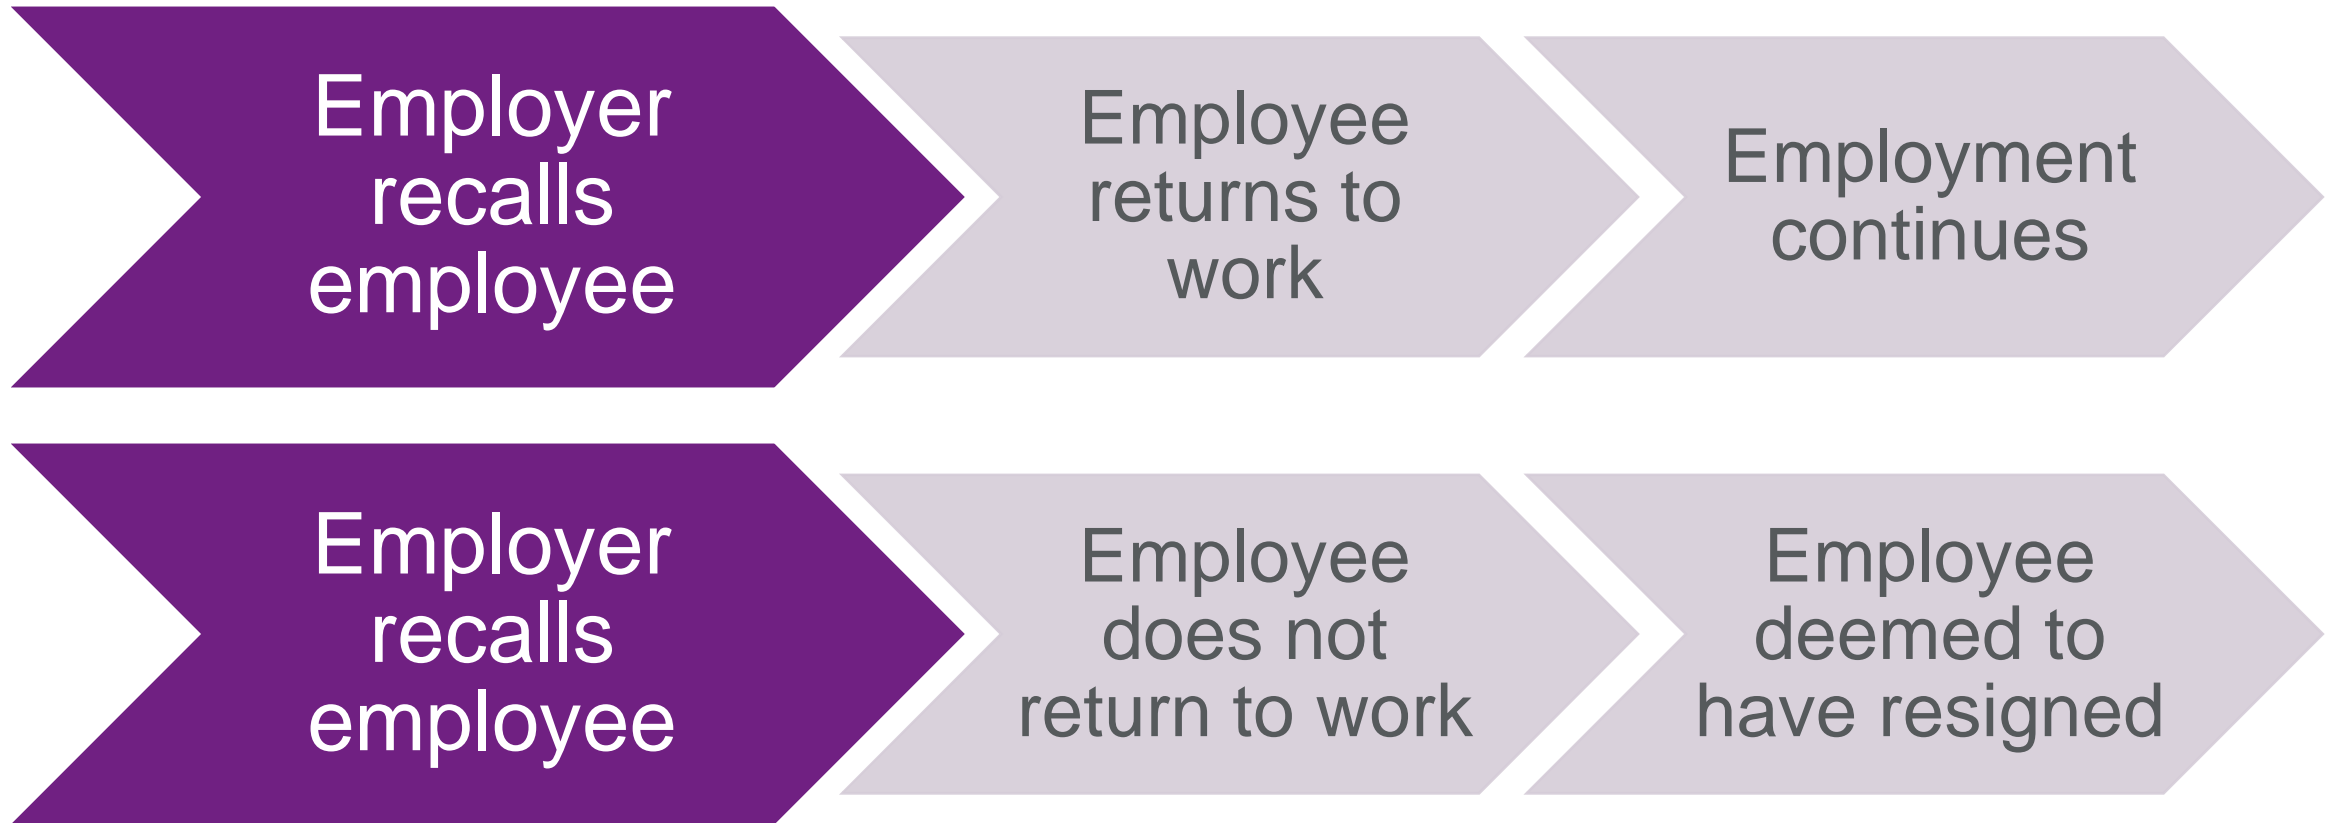 Employer
recalls
employee
Employee
returns to
work
Employment
continues
Employer
recalls
employee
Employee
does not
return to work
Employee
deemed to
have resigned